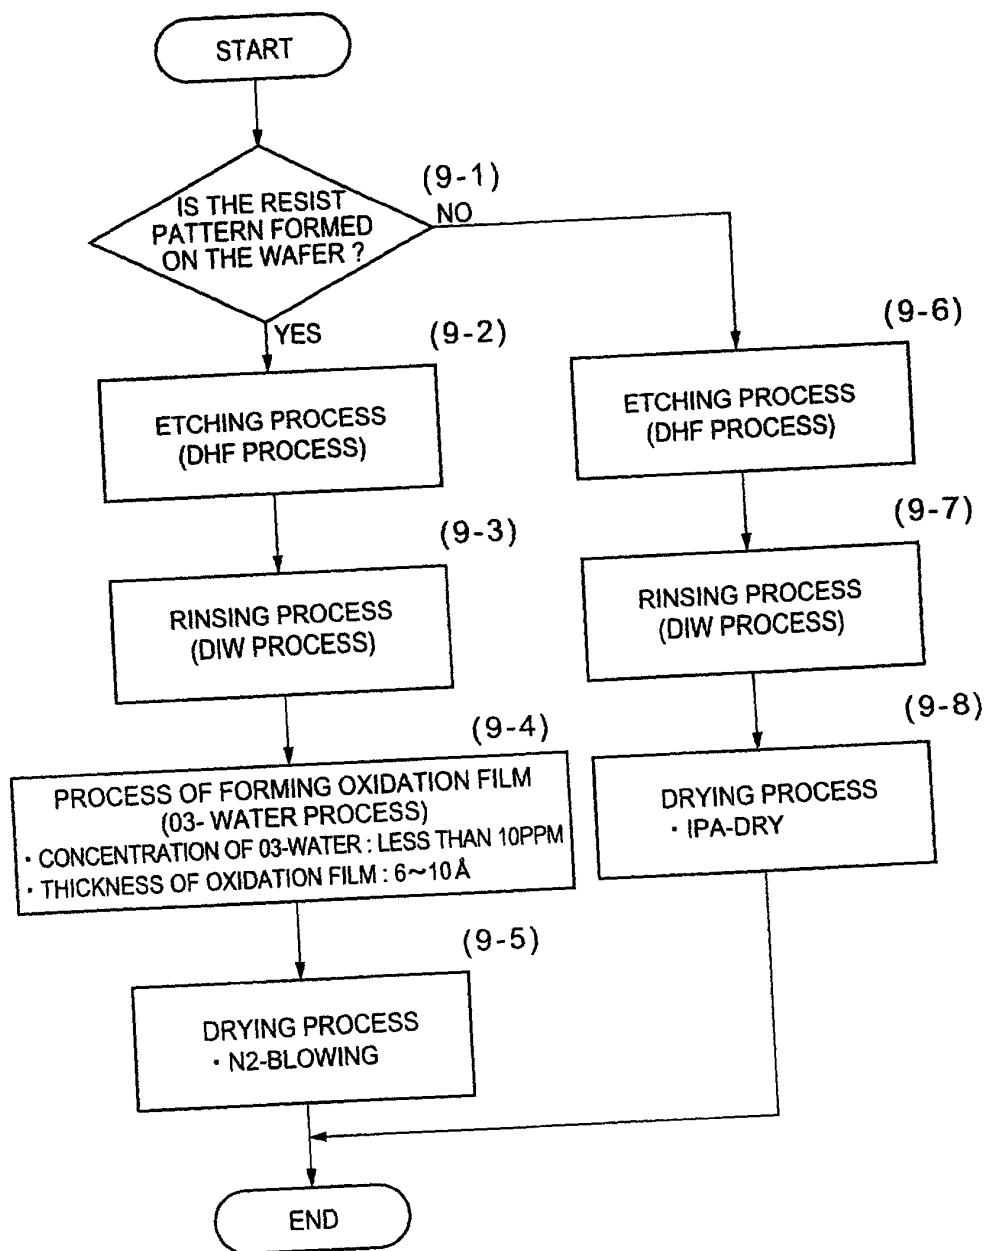 START
(9-1)
IS THE RESIST
PATTERN FORMED
ON THE WAFER ?
NO
YES
(9-2)
ETCHING PROCESS
(DHF PROCESS)
(9-3)
RINSING PROCESS
(DIW PROCESS)
(9-4)
PROCESS OF FORMING OXIDATION FILM
(03- WATER PROCESS)
・CONCENTRATION OF 03-WATER : LESS THAN 10PPM
・THICKNESS OF OXIDATION FILM : 6～10Å
(9-5)
DRYING PROCESS
・N2-BLOWING
(9-6)
ETCHING PROCESS
(DHF PROCESS)
(9-7)
RINSING PROCESS
(DIW PROCESS)
(9-8)
DRYING PROCESS
・IPA-DRY
END